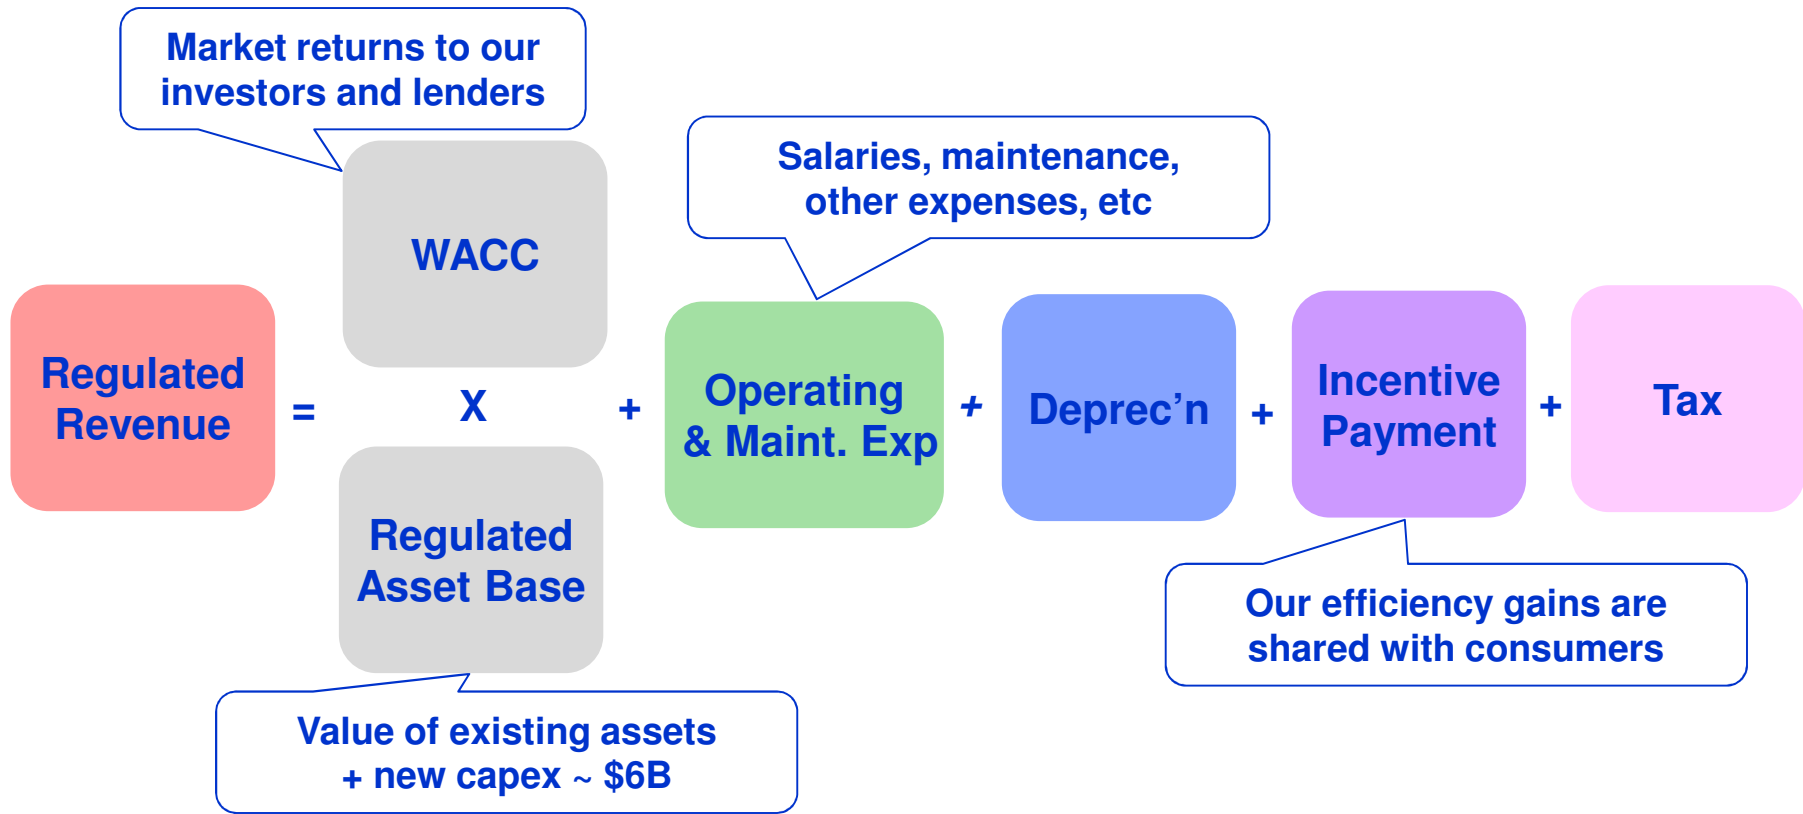 Market returns to our
investors and lenders
Salaries, maintenance,
other expenses, etc
WACC
Regulated
Revenue
=
X
+
Operating
& Maint. Exp
+
Deprec’n
+
Incentive
Payment
+
Tax
Regulated
Asset Base
Our efficiency gains are
shared with consumers
Value of existing assets
+ new capex ~ $6B